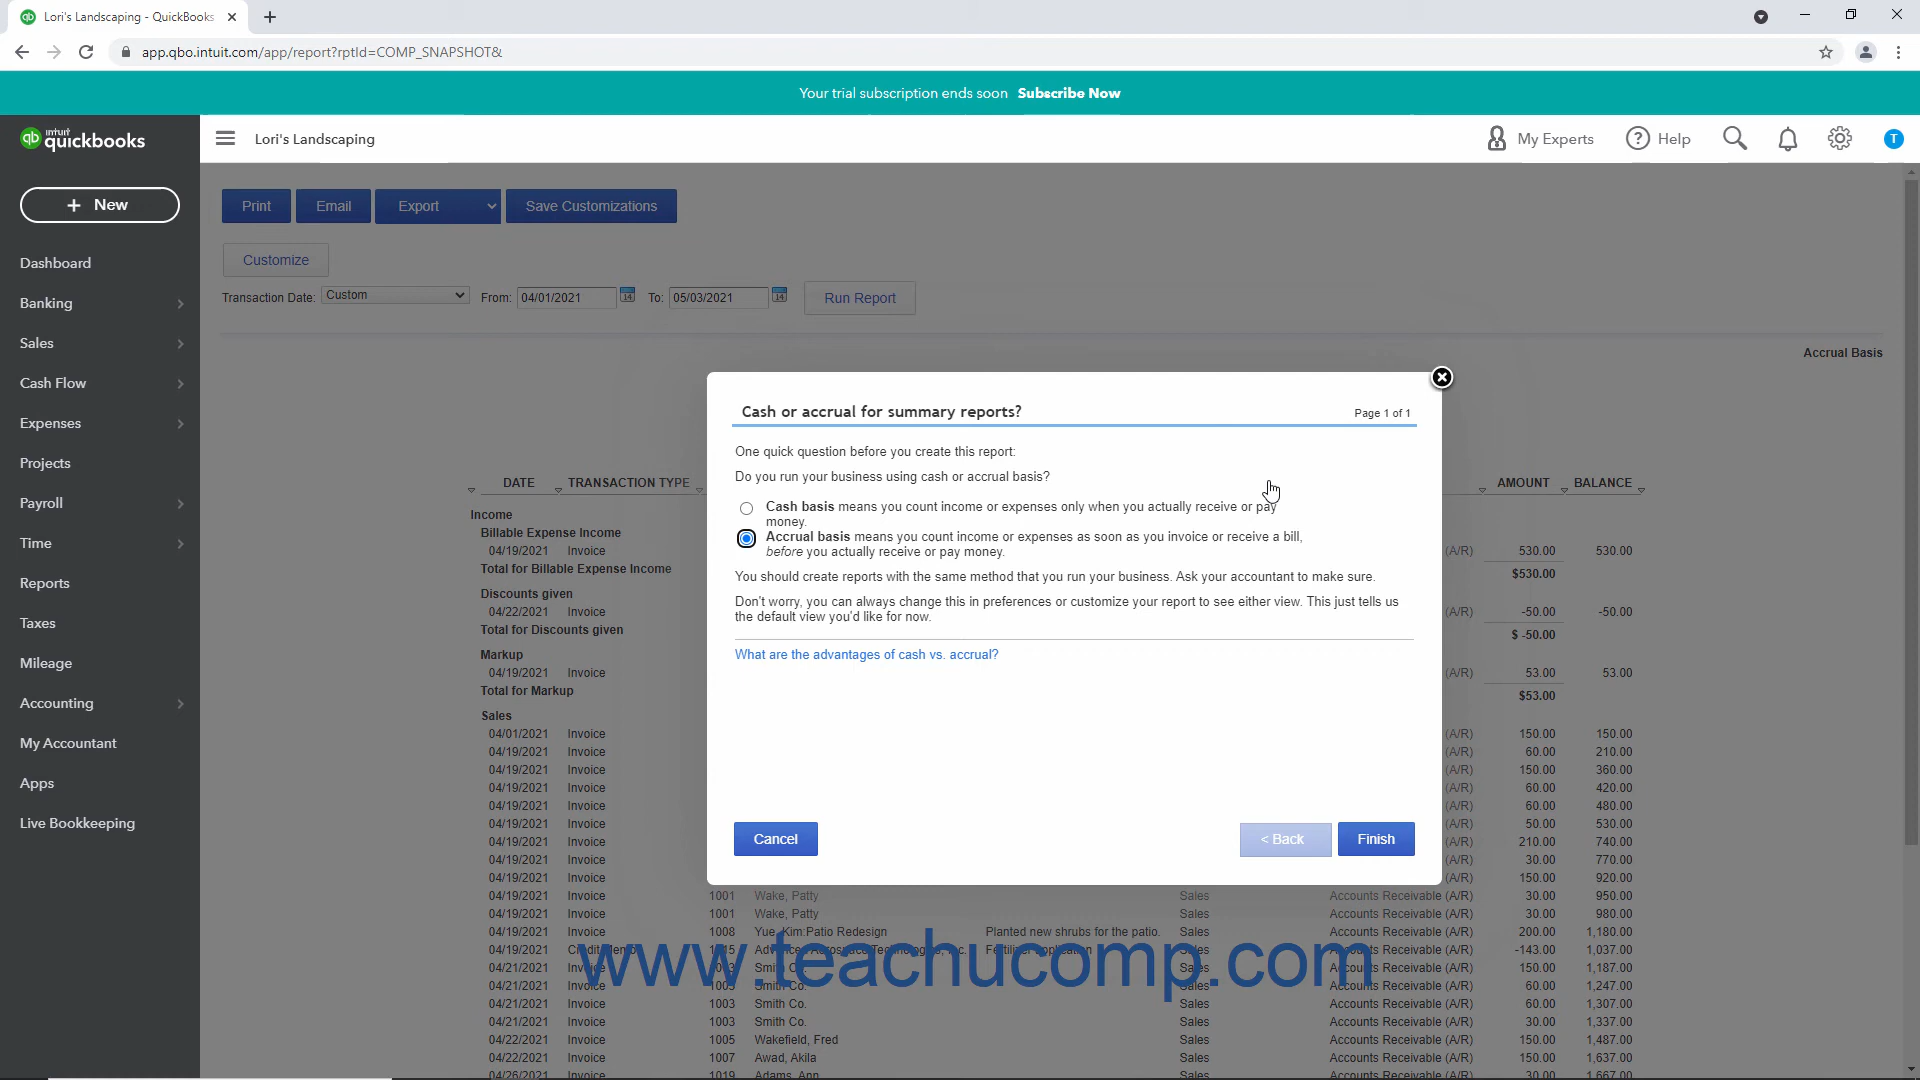 Lori's Landscaping - QuickBooks
app.qbo.intuit.com/app/report?rptId=COMP_SNAPSHOT&
Your trial subscription ends soon Subscribe Now
intuit
quickbooks
Lori's Landscaping
My Experts
Help
T
+ New
Dashboard
Banking
Sales
Cash Flow
Expenses
Projects
Payroll
Time
Reports
Taxes
Mileage
Accounting
My Accountant
Apps
Live Bookkeeping
Print Email Export Save Customizations
Customize
Transaction Date: Custom From: 04/01/2021 To: 05/03/2021 Run Report
Accrual Basis
Cash or accrual for summary reports? Page 1 of 1
One quick question before you create this report:
Do you run your business using cash or accrual basis?
Cash basis means you count income or expenses only when you actually receive or pay
money.
Accrual basis means you count income or expenses as soon as you invoice or receive a bill,
before you actually receive or pay money.
You should create reports with the same method that you run your business. Ask your accountant to make sure.
Don't worry, you can always change this in preferences or customize your report to see either view. This just tells us
the default view you'd like for now.
What are the advantages of cash vs. accrual?
Cancel < Back Finish
DATE TRANSACTION TYPE AMOUNT BALANCE
Income
Billable Expense Income
04/19/2021 Invoice (A/R) 530.00 530.00
Total for Billable Expense Income $530.00
Discounts given
04/22/2021 Invoice (A/R) -50.00 -50.00
Total for Discounts given $ -50.00
Markup
04/19/2021 Invoice (A/R) 53.00 53.00
Total for Markup $53.00
Sales
04/01/2021 Invoice (A/R) 150.00 150.00
04/19/2021 Invoice (A/R) 60.00 210.00
04/19/2021 Invoice (A/R) 150.00 360.00
04/19/2021 Invoice (A/R) 60.00 420.00
04/19/2021 Invoice (A/R) 60.00 480.00
04/19/2021 Invoice (A/R) 50.00 530.00
04/19/2021 Invoice (A/R) 210.00 740.00
04/19/2021 Invoice (A/R) 30.00 770.00
04/19/2021 Invoice (A/R) 150.00 920.00
04/19/2021 Invoice 1001 Wake, Patty Sales Accounts Receivable (A/R) 30.00 950.00
04/19/2021 Invoice 1001 Wake, Patty Sales Accounts Receivable (A/R) 30.00 980.00
04/19/2021 Invoice 1008 Yue, Kim:Patio Redesign Planted new shrubs for the patio. Sales Accounts Receivable (A/R) 200.00 1,180.00
04/19/2021 Credit Memo 1015 Advanced Aerospace Technologies, Inc. Fertilizer application Sales Accounts Receivable (A/R) -143.00 1,037.00
04/21/2021 Invoice 1003 Smith Co. Sales Accounts Receivable (A/R) 150.00 1,187.00
04/21/2021 Invoice 1003 Smith Co. Sales Accounts Receivable (A/R) 60.00 1,247.00
04/21/2021 Invoice 1003 Smith Co. Sales Accounts Receivable (A/R) 60.00 1,307.00
04/21/2021 Invoice 1003 Smith Co. Sales Accounts Receivable (A/R) 30.00 1,337.00
04/22/2021 Invoice 1005 Wakefield, Fred Sales Accounts Receivable (A/R) 150.00 1,487.00
04/22/2021 Invoice 1007 Awad, Akila Sales Accounts Receivable (A/R) 150.00 1,637.00
04/26/2021 Invoice 1019 Adams, Ann Sales Accounts Receivable (A/R) 30.00 1,667.00
www.teachucomp.com